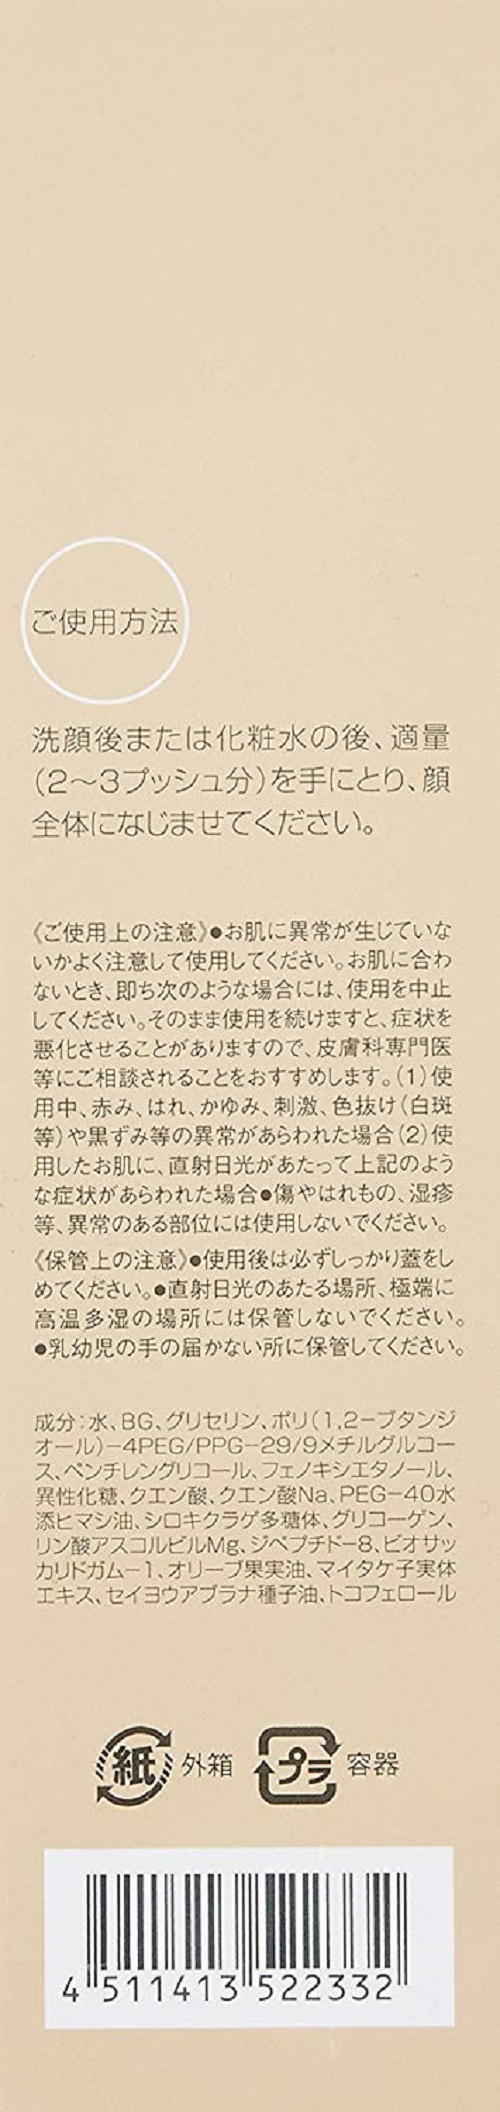 ご使用方法
洗顔後または化粧水の後、適量
(2〜3プッシュ分)を手にとり、顔
全体になじませてください。
《ご使用上の注意》●お肌に異常が生じていな
いかよく注意して使用してください。お肌に合わ
ないとき、即ち次のような場合には、使用を中止
してください。そのまま使用を続けますと、症状を
悪化させることがありますので、皮膚科専門医
等にご相談されることをおすすめします。(1)使
用中、赤み、はれ、かゆみ、刺激、色抜け(白斑
等)や黒ずみ等の異常があらわれた場合(2)使
用したお肌に、直射日光があたって上記のよう
な症状があらわれた場合●傷やはれもの、湿疹
等、異常のある部位には使用しないでください。
《保管上の注意》●使用後は必ずしっかり蓋をし
めてください。●直射日光のあたる場所、極端に
高温多湿の場所には保管しないでください。
●乳幼児の手の届かない所に保管してください。
成分:水、BG、グリセリン、ポリ(1,2-ブタンジ
オール)-4PEG/PPG-29/9メチルグルコー
ス、ペンチレングリコール、フェノキシエタノール、
異性化糖、クエン酸、クエン酸Na、PEG-40水
添ヒマシ油、シロキクラゲ多糖体、グリコーゲン、
リン酸アスコルビルMg、ジペプチド-8、ビオサッ
カリドガム-1、オリーブ果実油、マイタケ子実体
エキス、セイヨウアブラナ種子油、トコフェロール
紙 外箱 プラ 容器
4 511413 522332